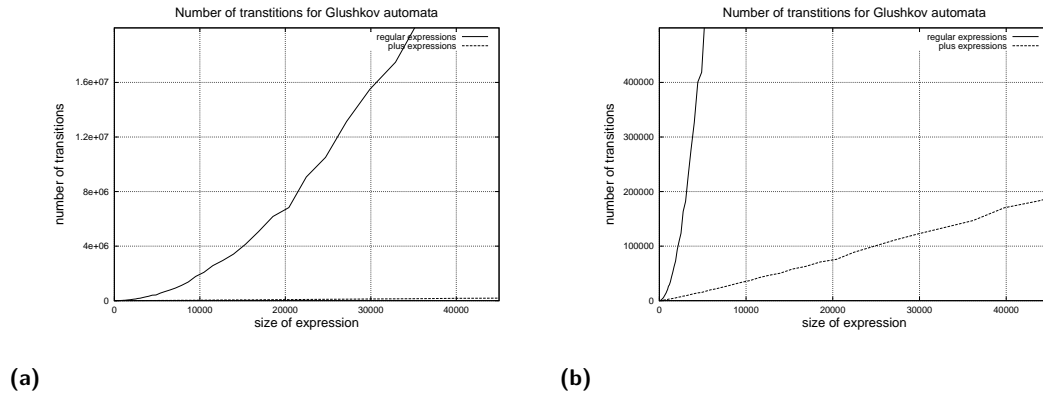 Number of transtitions for Glushkov automata
regular expressions
plus expressions
1.6e+07
1.2e+07
8e+06
4e+06
0
number of transitions
0
10000
20000
30000
40000
size of expression
(a)
Number of transtitions for Glushkov automata
regular expressions
plus expressions
400000
300000
200000
100000
0
number of transitions
0
10000
20000
30000
40000
size of expression
(b)